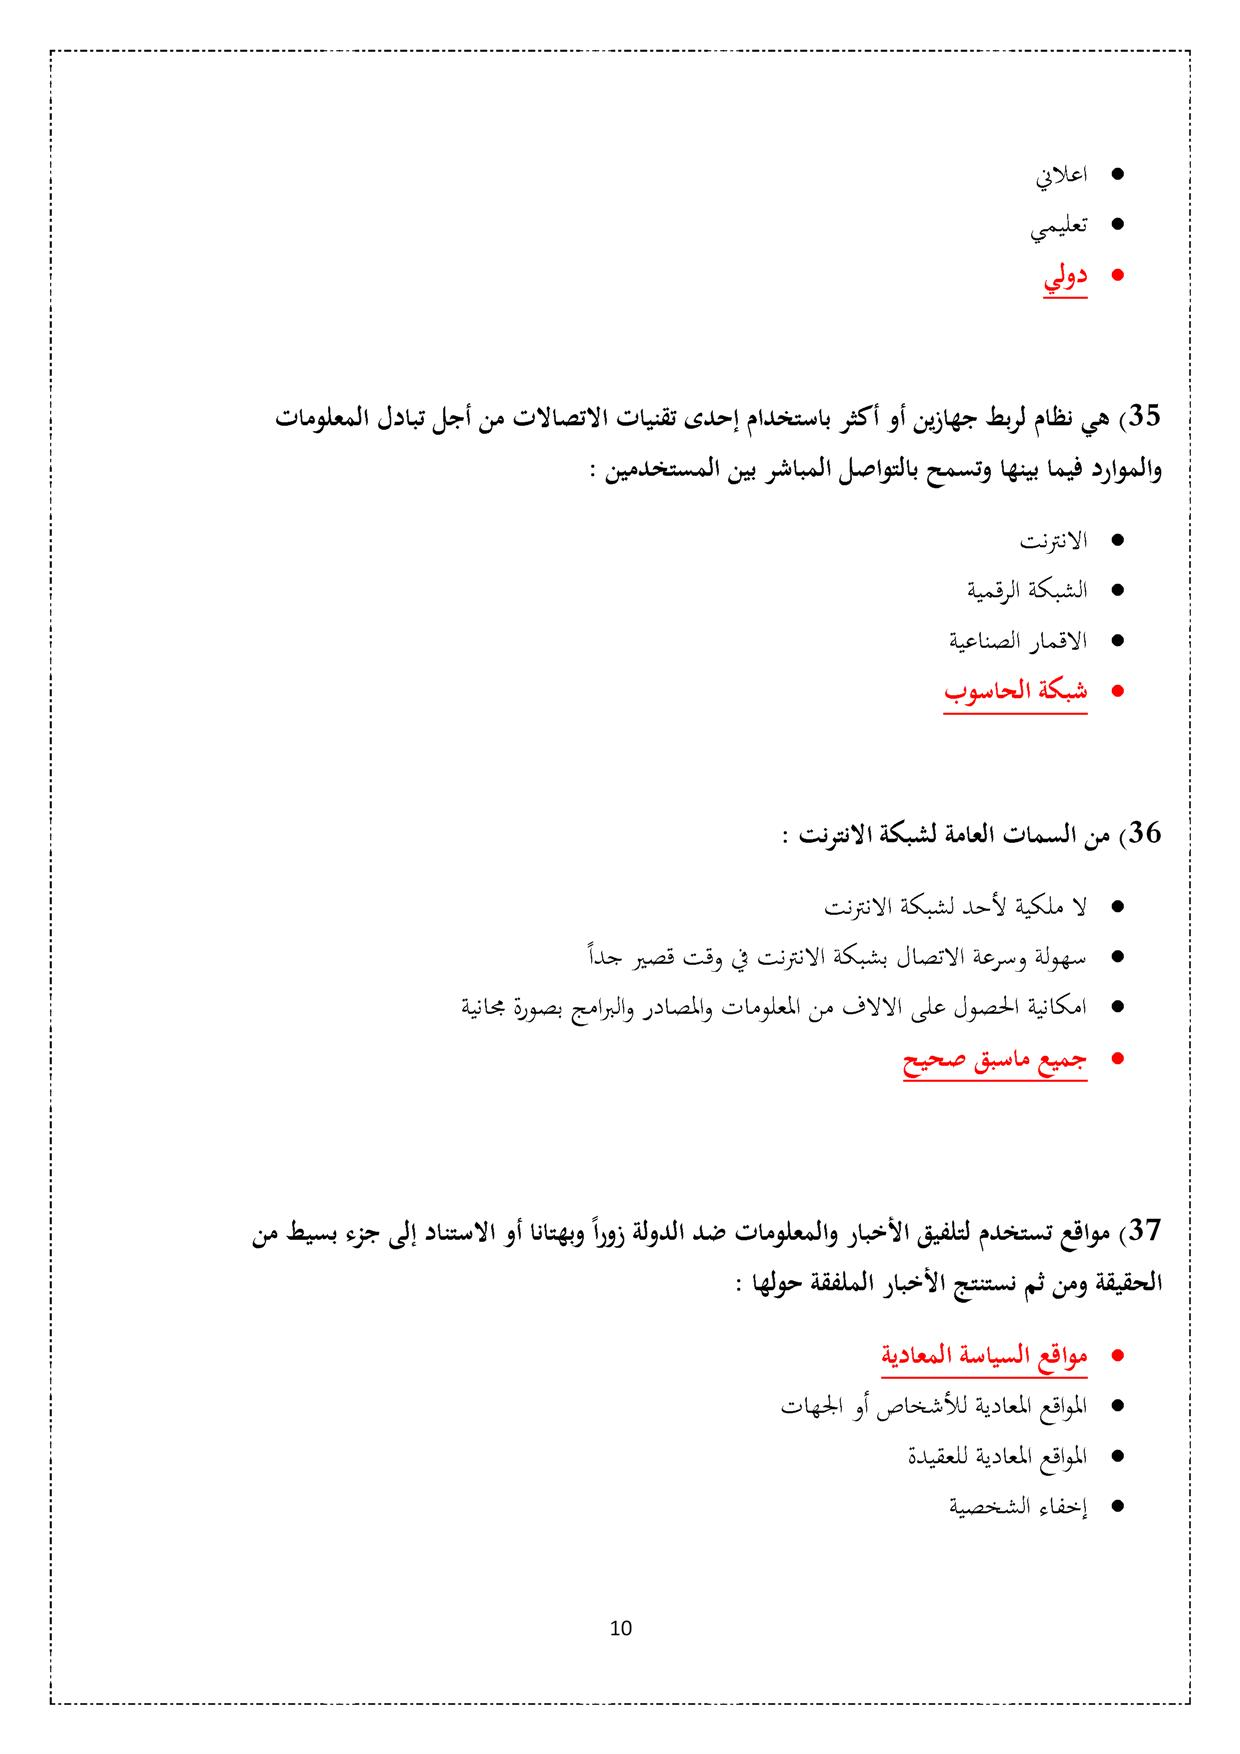 • اعلاني
• تعليمي
• دولي
35) هي نظام لربط جهازين أو أكثر باستخدام إحدى تقنيات الاتصالات من أجل تبادل المعلومات
والموارد فيما بينها وتسمح بالتواصل المباشر بين المستخدمين :
• الانترنت
• الشبكة الرقمية
• الاقمار الصناعية
• شبكة الحاسوب
36) من السمات العامة لشبكة الانترنت :
• لا ملكية لأحد لشبكة الانترنت
• سهولة وسرعة الاتصال بشبكة الانترنت في وقت قصير جداً
• امكانية الحصول على الالاف من المعلومات والمصادر والبرامج بصورة مجانية
• جميع ماسبق صحيح
37) مواقع تستخدم لتلفيق الأخبار والمعلومات ضد الدولة زوراً وبهتانا أو الاستناد إلى جزء بسيط من
الحقيقة ومن ثم نستنتج الأخبار الملفقة حولها :
• مواقع السياسة المعادية
• المواقع المعادية للأشخاص أو الجهات
• المواقع المعادية للعقيدة
• إخفاء الشخصية
10